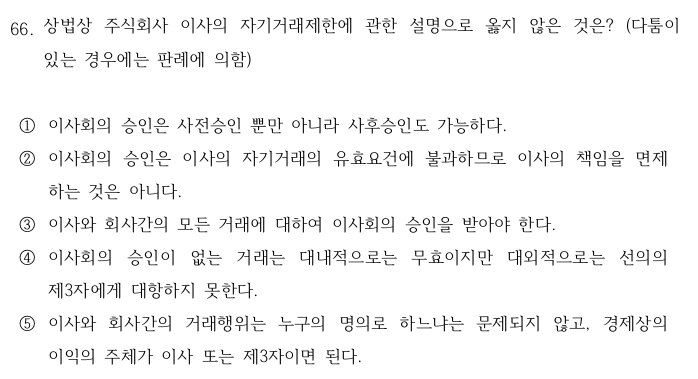 66. 상법상 주식회사 이사의 자기거래제한에 관한 설명으로 옳지 않은 것은? (다툼이
있는 경우에는 판례에 의함)
① 이사회의 승인은 사전승인 뿐만 아니라 사후승인도 가능하다.
② 이사회의 승인은 이사의 자기거래의 유효요건에 불과하므로 이사의 책임을 면제
하는 것은 아니다.
③ 이사와 회사간의 모든 거래에 대하여 이사회의 승인을 받아야 한다.
④ 이사회의 승인이 없는 거래는 대내적으로는 무효이지만 대외적으로는 선의의
제3자에게 대항하지 못한다.
⑤ 이사와 회사간의 거래행위는 누구의 명의로 하느냐는 문제되지 않고, 경제상의
이익의 주체가 이사 또는 제3자이면 된다.